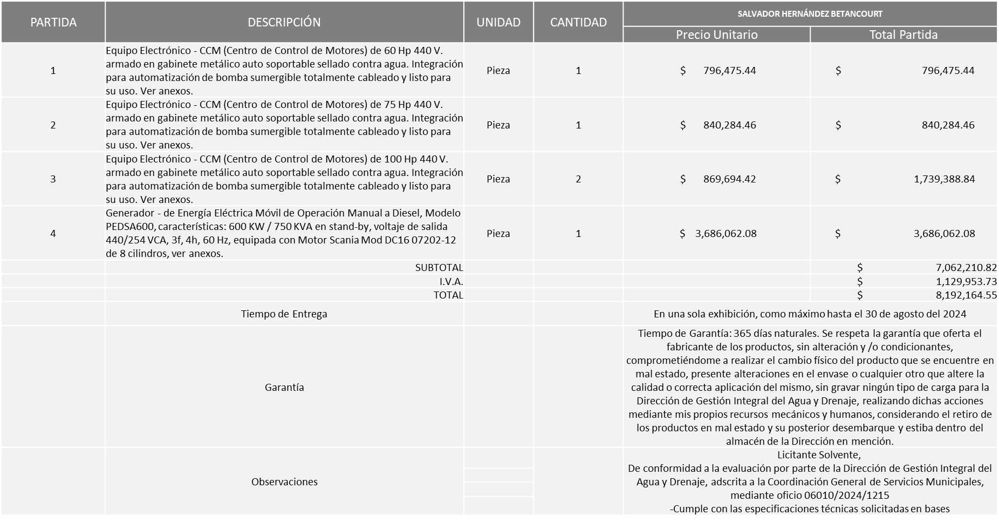 PARTIDA DESCRIPCIÓN UNIDAD CANTIDAD SALVADOR HERNÁNDEZ BETANCOURT
Precio Unitario Total Partida
1
Equipo Electrónico - CCM (Centro de Control de Motores) de 60 Hp 440 V.
armado en gabinete metálico auto soportable sellado contra agua. Integración
para automatización de bomba sumergible totalmente cableado y listo para
su uso. Ver anexos.
Pieza 1 $ 796,475.44 $ 796,475.44
2
Equipo Electrónico - CCM (Centro de Control de Motores) de 75 Hp 440 V.
armado en gabinete metálico auto soportable sellado contra agua. Integración
para automatización de bomba sumergible totalmente cableado y listo para
su uso. Ver anexos.
Pieza 1 $ 840,284.46 $ 840,284.46
3
Equipo Electrónico - CCM (Centro de Control de Motores) de 100 Hp 440 V.
armado en gabinete metálico auto soportable sellado contra agua. Integración
para automatización de bomba sumergible totalmente cableado y listo para
su uso. Ver anexos.
Pieza 2 $ 869,694.42 $ 1,739,388.84
4
Generador - de Energía Eléctrica Móvil de Operación Manual a Diesel, Modelo
PEDSA600, características: 600 KW / 750 KVA en stand-by, voltaje de salida
440/254 VCA, 3f, 4h, 60 Hz, equipada con Motor Scania Mod DC16 07202-12
de 8 cilindros, ver anexos.
Pieza 1 $ 3,686,062.08 $ 3,686,062.08
SUBTOTAL $ 7,062,210.82
I.V.A. $ 1,129,953.73
TOTAL $ 8,192,164.55
Tiempo de Entrega En una sola exhibición, como máximo hasta el 30 de agosto del 2024
Garantía
Tiempo de Garantía: 365 días naturales. Se respeta la garantía que oferta el
fabricante de los productos, sin alteración y /o condicionantes,
comprometiéndome a realizar el cambio físico del producto que se encuentre en
mal estado, presente alteraciones en el envase o cualquier otro que altere la
calidad o correcta aplicación del mismo, sin gravar ningún tipo de carga para la
Dirección de Gestión Integral del Agua y Drenaje, realizando dichas acciones
mediante mis propios recursos mecánicos y humanos, considerando el retiro de
los productos en mal estado y su posterior desembarque y estiba dentro del
almacén de la Dirección en mención.
Observaciones
Licitante Solvente,
De conformidad a la evaluación por parte de la Dirección de Gestión Integral del
Agua y Drenaje, adscrita a la Coordinación General de Servicios Municipales,
mediante oficio 06010/2024/1215
-Cumple con las especificaciones técnicas solicitadas en bases